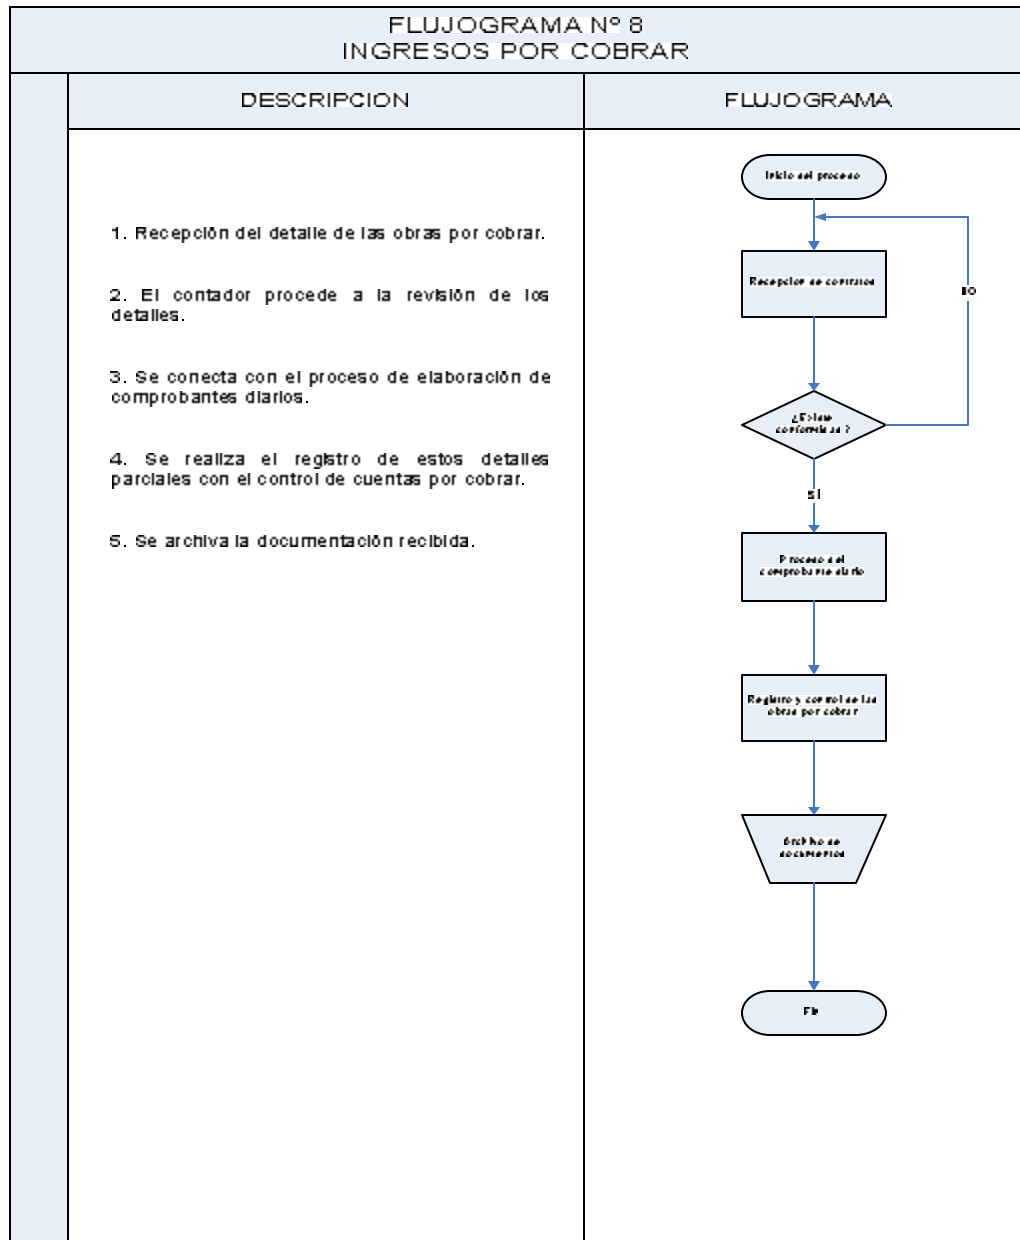 FLUJOGRAMA Nº 8
INGRESOS POR COBRAR
DESCRIPCION
FLUJOGRAMA
1. Recepción del detalle de las obras por cobrar.
2. El contador procede a la revisión de los
detalles.
3. Se conecta con el proceso de elaboración de
comprobantes diarios.
4. Se realiza el registro de estos detalles
parciales con el control de cuentas por cobrar.
5. Se archiva la documentación recibida.
Inicio del proceso
Recepción de contratos
NO
¿Existe
conformidad?
SI
Proceso del
comprobante diario
Registro y control de las
obras por cobrar
Archivo de
documentos
Fin